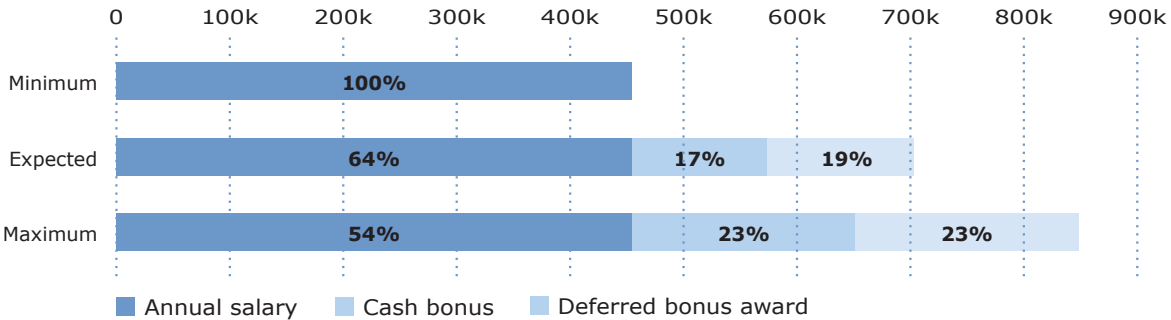 0 100k 200k 300k 400k 500k 600k 700k 800k 900k
Minimum 100%
Expected 64% 17% 19%
Maximum 54% 23% 23%
Annual salary Cash bonus Deferred bonus award